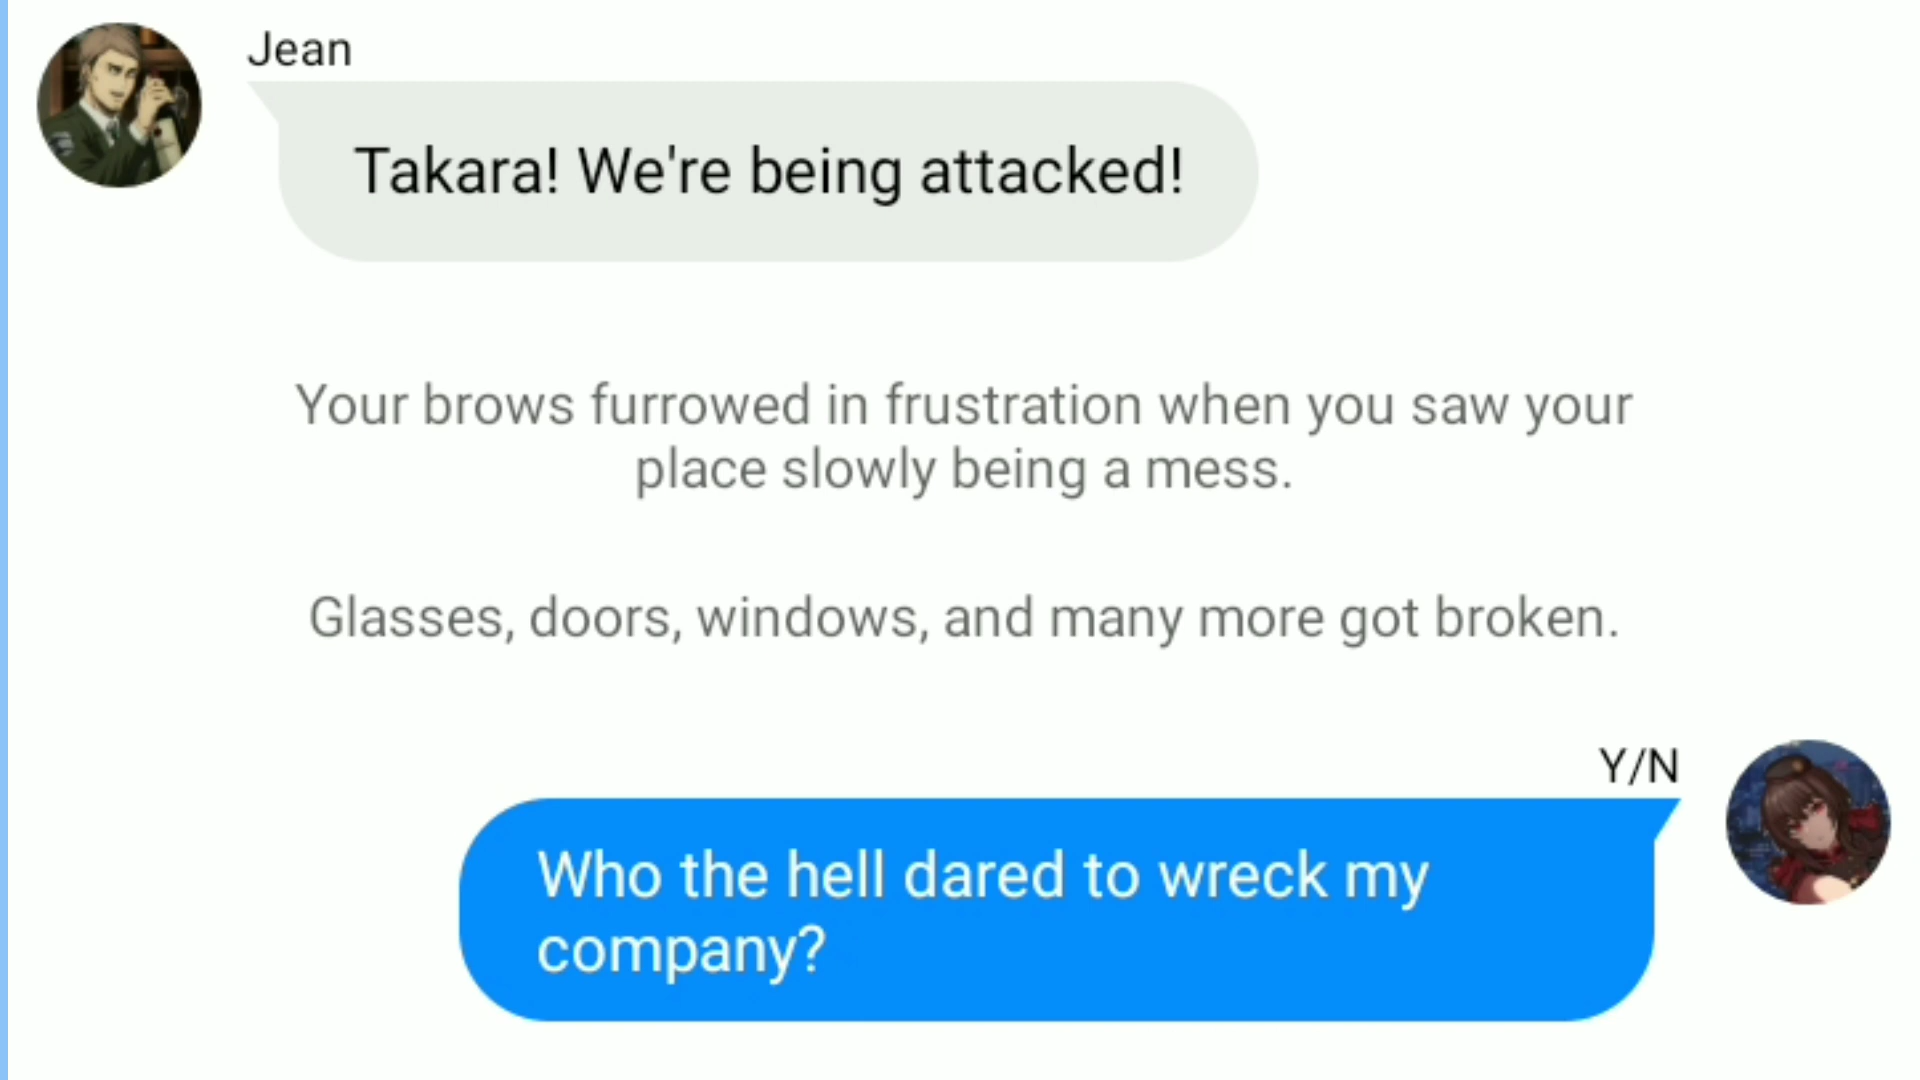 Jean
Takara! We're being attacked!
Your brows furrowed in frustration when you saw your
place slowly being a mess.
Glasses, doors, windows, and many more got broken.
Y/N
Who the hell dared to wreck my
company?